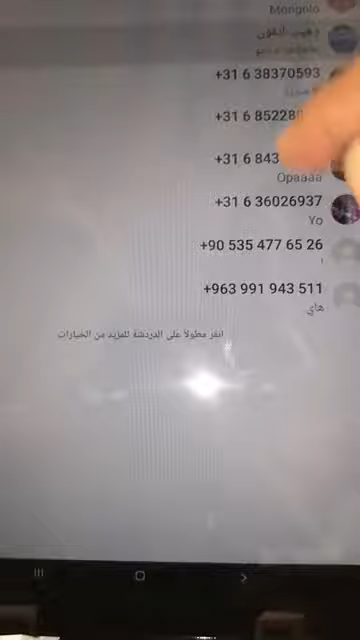 Mongolo
+31 6 38370593
+31 6 85228
+31 6 843
Opaaaa
+31 6 36026937
Yo
+90 535 477 65 26
+963 991 943 511
هاي
انقر مطولاً على الدردشة للمزيد من الخيارات